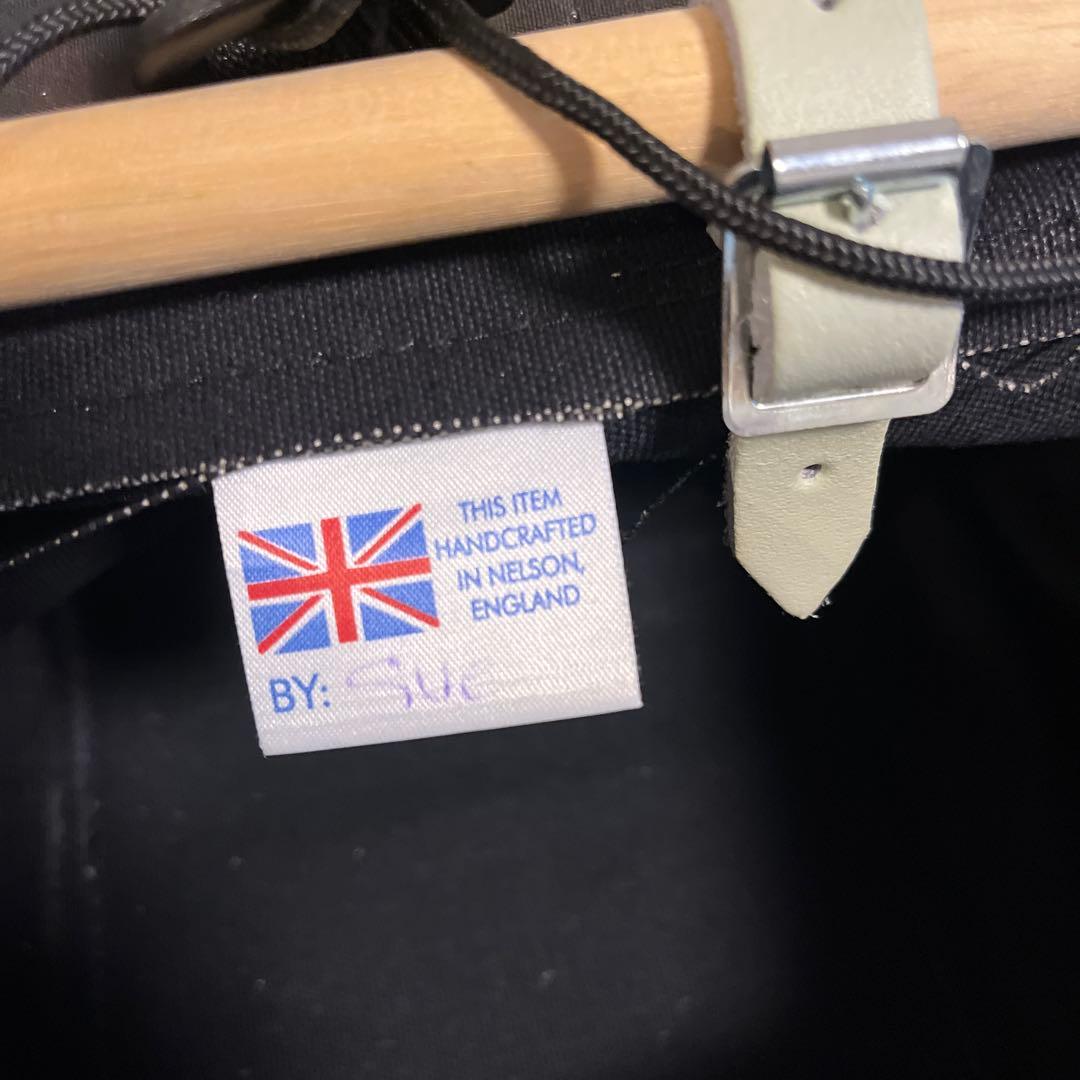 THIS ITEM
HANDCRAFTED
IN NELSON,
ENGLAND
BY: SUE